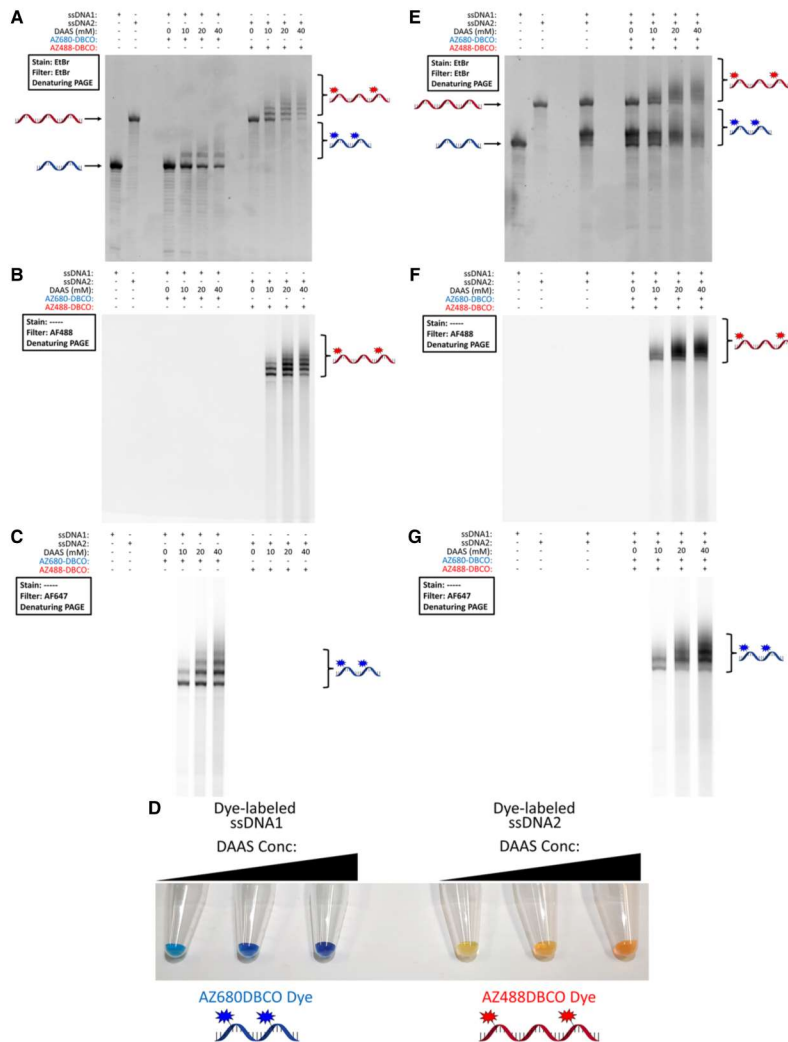 A
ssDNA1: + - + + + + - - - -
ssDNA2: - + - - - - + + + +
DAAS (mM): - - 0 10 20 40 0 10 20 40
AZ680-DBCO: - - + + + + - - - -
AZ488-DBCO: - - - - - - + + + +
Stain: EtBr
Filter: EtBr
Denaturing PAGE
B
ssDNA1: + - + + + + - - - -
ssDNA2: - + - - - - + + + +
DAAS (mM): - - 0 10 20 40 0 10 20 40
AZ680-DBCO: - - + + + + - - - -
AZ488-DBCO: - - - - - - + + + +
Stain: -----
Filter: AF488
Denaturing PAGE
C
ssDNA1: + - + + + + - - - -
ssDNA2: - + - - - - + + + +
DAAS (mM): - - 0 10 20 40 0 10 20 40
AZ680-DBCO: - - + + + + - - - -
AZ488-DBCO: - - - - - - + + + +
Stain: -----
Filter: AF647
Denaturing PAGE
E
ssDNA1: + - + + + + +
ssDNA2: - + + + + + +
DAAS (mM): - - - 0 10 20 40
AZ680-DBCO: - - - + + + +
AZ488-DBCO: - - - + + + +
Stain: EtBr
Filter: EtBr
Denaturing PAGE
F
ssDNA1: + - + + + + +
ssDNA2: - + + + + + +
DAAS (mM): - - - 0 10 20 40
AZ680-DBCO: - - - + + + +
AZ488-DBCO: - - - + + + +
Stain: -----
Filter: AF488
Denaturing PAGE
G
ssDNA1: + - + + + + +
ssDNA2: - + + + + + +
DAAS (mM): - - - 0 10 20 40
AZ680-DBCO: - - - + + + +
AZ488-DBCO: - - - + + + +
Stain: -----
Filter: AF647
Denaturing PAGE
D
Dye-labeled
ssDNA1
DAAS Conc:
Dye-labeled
ssDNA2
DAAS Conc:
AZ680DBCO Dye
AZ488DBCO Dye